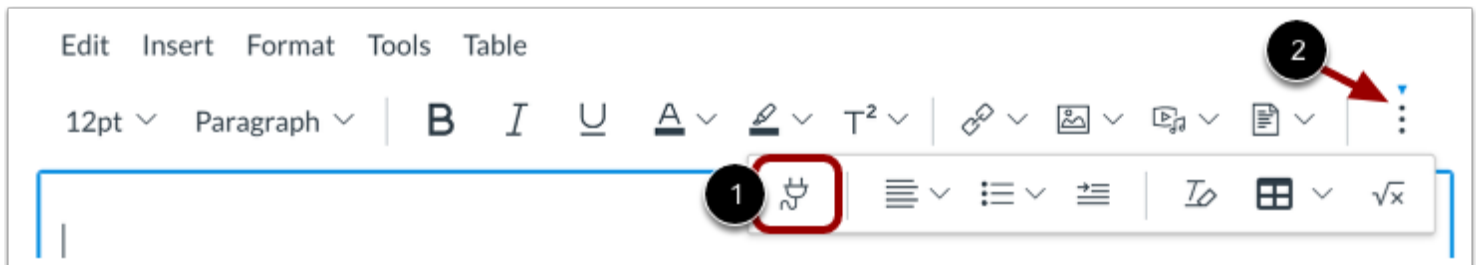 Edit Insert Format Tools Table
2
12pt Paragraph B I U A T²
1
√x